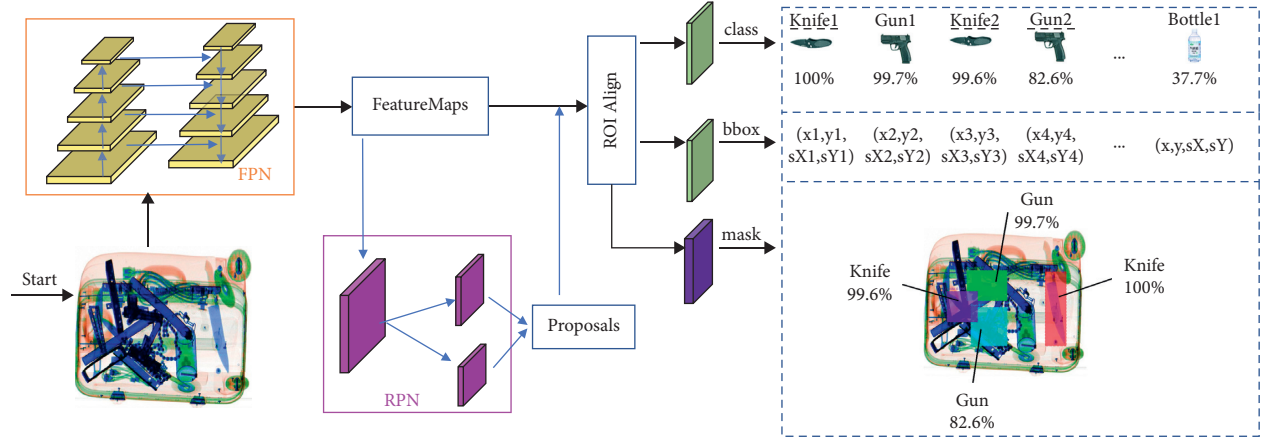 Start
FPN
FeatureMaps
RPN
Proposals
ROI Align
class
bbox
mask
Knife1 Gun1 Knife2 Gun2 ... Bottle1
100% 99.7% 99.6% 82.6% 37.7%
(x1,y1, (x2,y2, (x3,y3, (x4,y4, ... (x,y,sX,sY)
sX1,sY1) sX2,sY2) sX3,sY3) sX4,sY4)
Gun
99.7%
Knife
99.6%
Knife
100%
Gun
82.6%